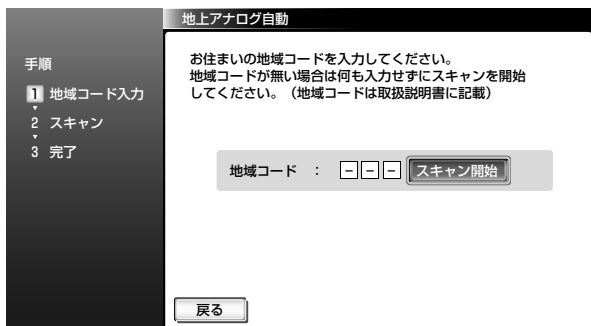 地上アナログ自動
手順
1 地域コード入力
2 スキャン
3 完了
お住まいの地域コードを入力してください。
地域コードが無い場合は何も入力せずにスキャンを開始
してください。（地域コードは取扱説明書に記載）
地域コード ： － － － スキャン開始
戻る